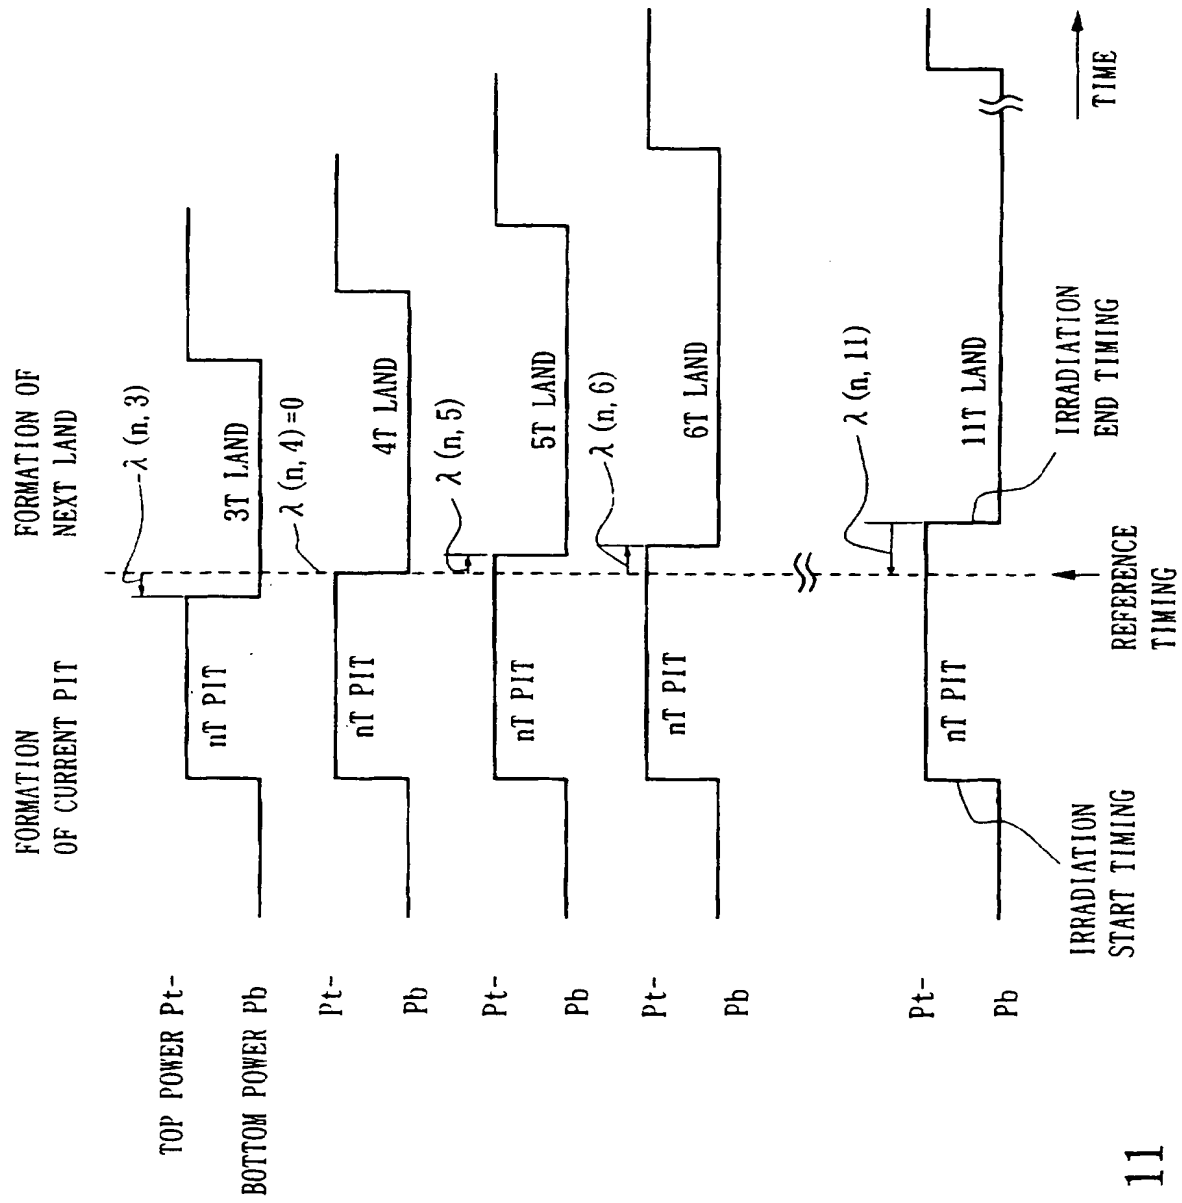 FORMATION
OF CURRENT PIT
FORMATION OF
NEXT LAND
TOP POWER Pt-
BOTTOM POWER Pb
nT PIT
3T LAND
-λ (n, 3)
Pt-
Pb
nT PIT
4T LAND
λ (n, 4)=0
Pt-
Pb
nT PIT
5T LAND
λ (n, 5)
Pt-
Pb
nT PIT
6T LAND
λ (n, 6)
Pt-
Pb
nT PIT
11T LAND
λ (n, 11)
IRRADIATION
START TIMING
REFERENCE
TIMING
IRRADIATION
END TIMING
TIME
11